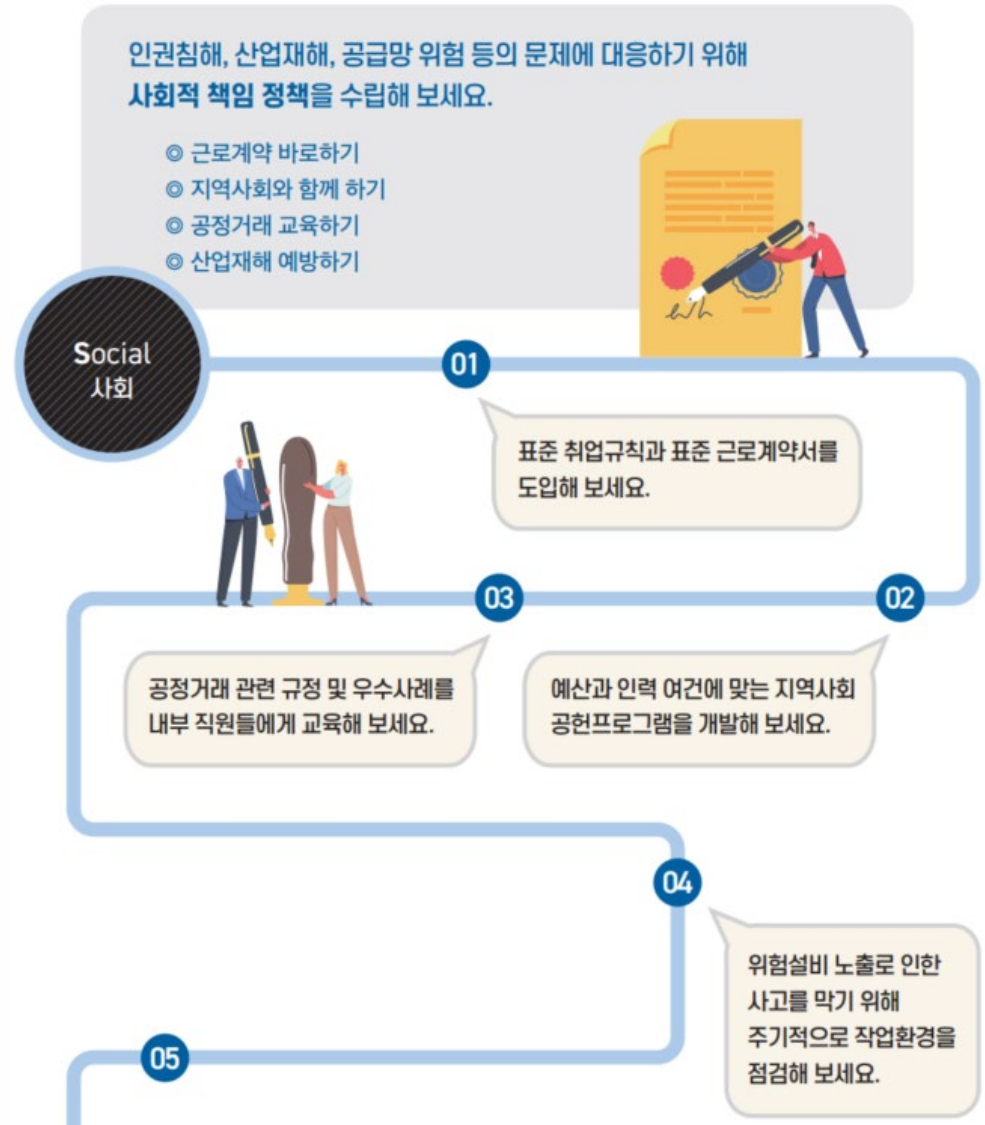 인권침해, 산업재해, 공급망 위험 등의 문제에 대응하기 위해
사회적 책임 정책을 수립해 보세요.
◎ 근로계약 바로하기
◎ 지역사회와 함께 하기
◎ 공정거래 교육하기
◎ 산업재해 예방하기
Social
사회
01
표준 취업규칙과 표준 근로계약서를
도입해 보세요.
02
예산과 인력 여건에 맞는 지역사회
공헌프로그램을 개발해 보세요.
03
공정거래 관련 규정 및 우수사례를
내부 직원들에게 교육해 보세요.
04
위험설비 노출로 인한
사고를 막기 위해
주기적으로 작업환경을
점검해 보세요.
05